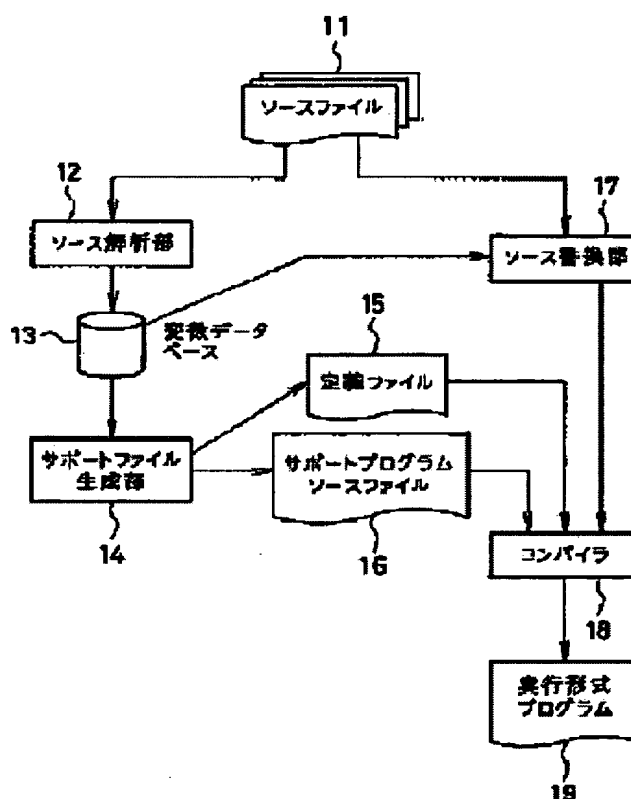 11
ソースファイル
12
ソース解析部
17
ソース書換部
13
変数データ
ベース
15
定義ファイル
サポートファイル
生成部
14
サポートプログラム
ソースファイル
16
コンパイラ
18
実行形式
プログラム
19